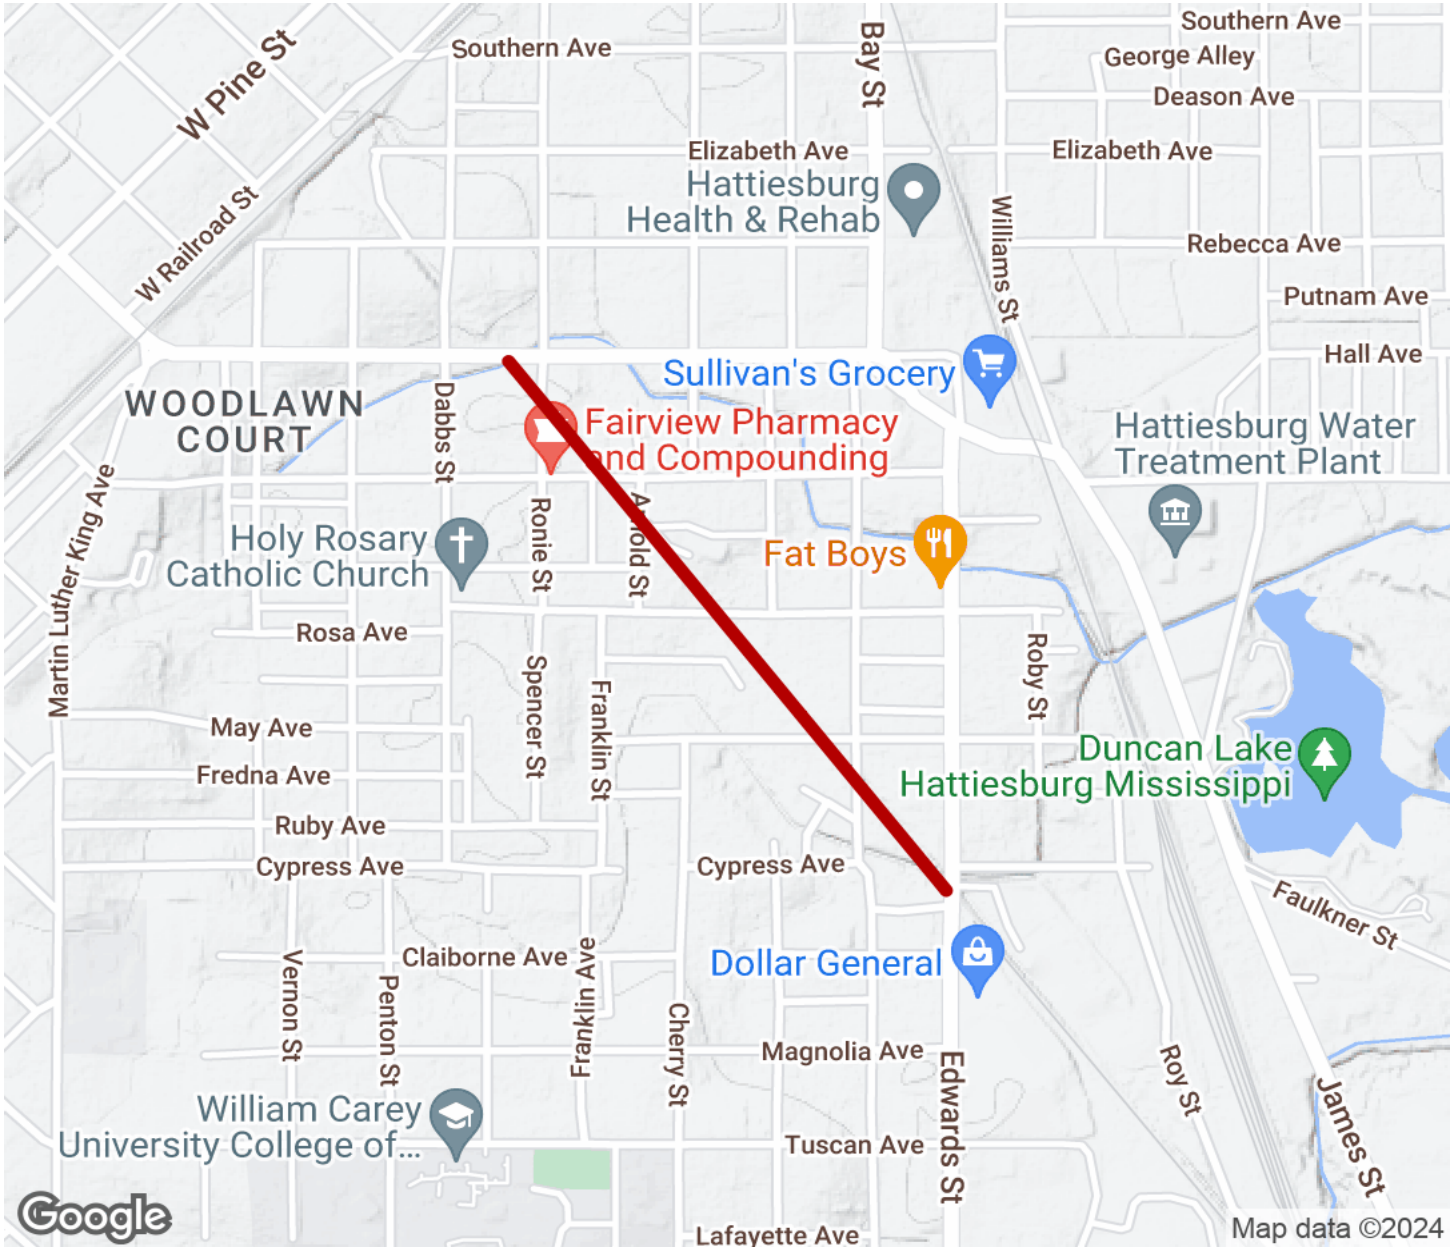 Southern Ave
Southern Ave
W Pine St
Bay St
George Alley
Deason Ave
Elizabeth Ave
Elizabeth Ave
Hattiesburg
Health & Rehab
W Railroad St
Williams St
Rebecca Ave
Putnam Ave
Hall Ave
Sullivan's Grocery
WOODLAWN
COURT
Dabbs St
Fairview Pharmacy
and Compounding
Hattiesburg Water
Treatment Plant
Martin Luther King Ave
Ronie St
Arnold St
Holy Rosary
Catholic Church
Fat Boys
Rosa Ave
Spencer St
Franklin St
Roby St
May Ave
Fredna Ave
Duncan Lake
Hattiesburg Mississippi
Ruby Ave
Cypress Ave
Cypress Ave
Faulkner St
Vernon St
Penton St
Claiborne Ave
Franklin Ave
Dollar General
Cherry St
Magnolia Ave
Edwards St
Roy St
James St
William Carey
University College of...
Tuscan Ave
Lafayette Ave
Google
Map data ©2024